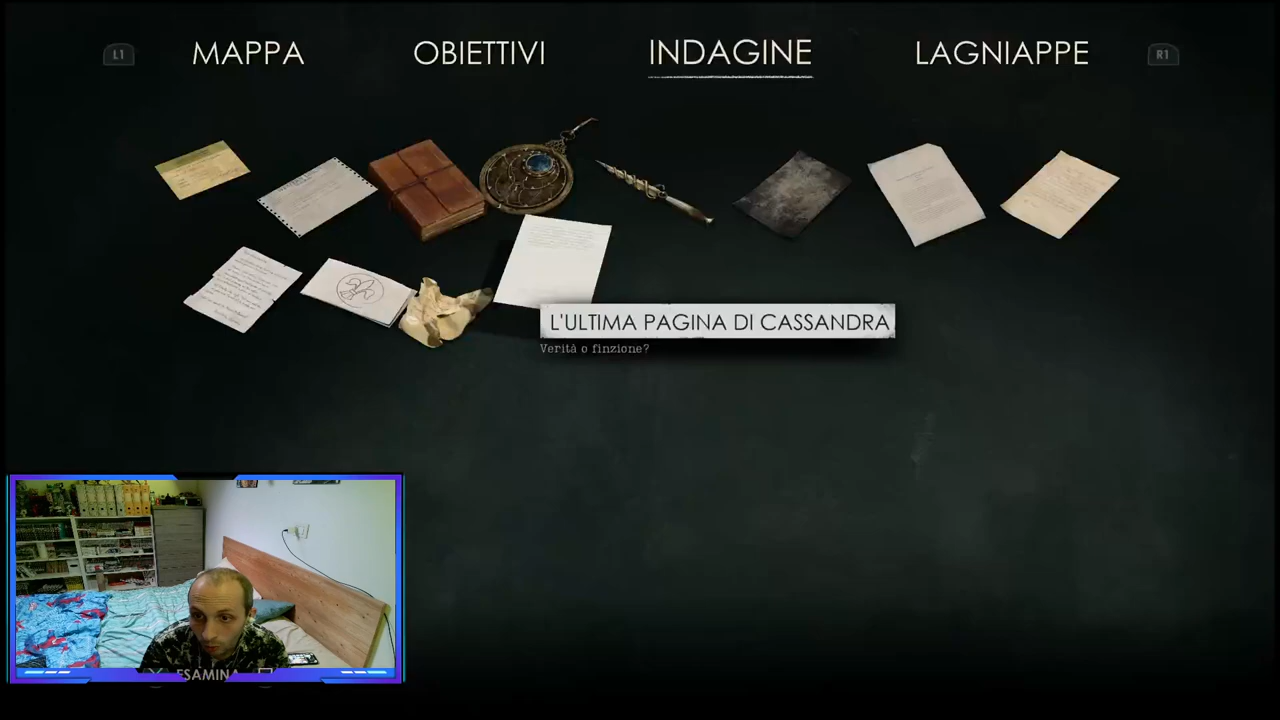 L1
MAPPA
OBIETTIVI
INDAGINE
LAGNIAPPE
R1
L'ULTIMA PAGINA DI CASSANDRA
Verità o finzione?
ESAMINA